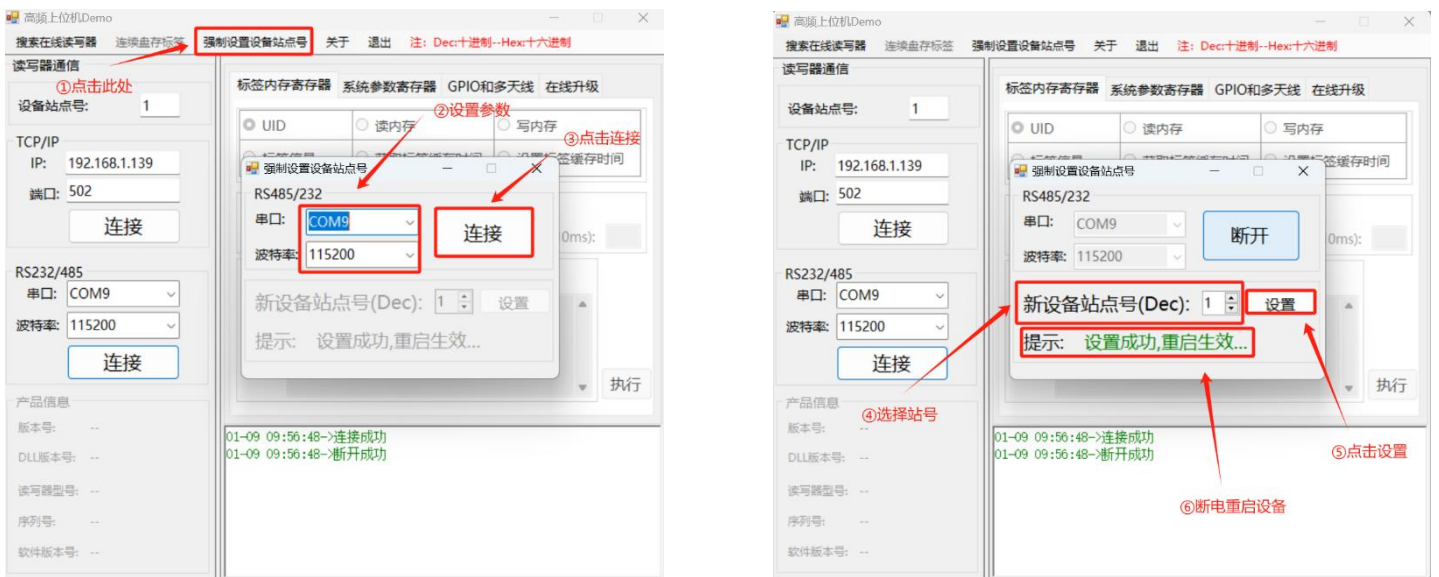 高频上位机Demo
搜索在线读写器 连续盘存标签 强制设置设备站点号 关于 退出 注：Dec:十进制--Hex:十六进制
读写器通信
①点击此处
设备站点号: 1
TCP/IP
IP: 192.168.1.139
端口: 502
连接
RS232/485
串口: COM9
波特率: 115200
连接
产品信息
版本号: --
DLL版本号: --
读写器型号: --
序列号: --
软件版本号: --
标签内存寄存器 系统参数寄存器 GPIO和多天线 在线升级
②设置参数
UID 读内存 写内存
③点击连接
签缓存时间
强制设置设备站点号
RS485/232
串口: COM9
波特率: 115200
连接
0ms):
新设备站点号(Dec): 1 设置
提示: 设置成功,重启生效...
执行
01-09 09:56:48->连接成功
01-09 09:56:48->断开成功
高频上位机Demo
搜索在线读写器 连续盘存标签 强制设置设备站点号 关于 退出 注：Dec:十进制--Hex:十六进制
读写器通信
设备站点号: 1
TCP/IP
IP: 192.168.1.139
端口: 502
连接
RS232/485
串口: COM9
波特率: 115200
连接
④选择站号
产品信息
版本号: --
DLL版本号: --
读写器型号: --
序列号: --
软件版本号: --
标签内存寄存器 系统参数寄存器 GPIO和多天线 在线升级
UID 读内存 写内存
签缓存时间
强制设置设备站点号
RS485/232
串口: COM9
波特率: 115200
断开
0ms):
新设备站点号(Dec): 1 设置
提示: 设置成功,重启生效...
执行
01-09 09:56:48->连接成功
01-09 09:56:48->断开成功
⑤点击设置
⑥断电重启设备